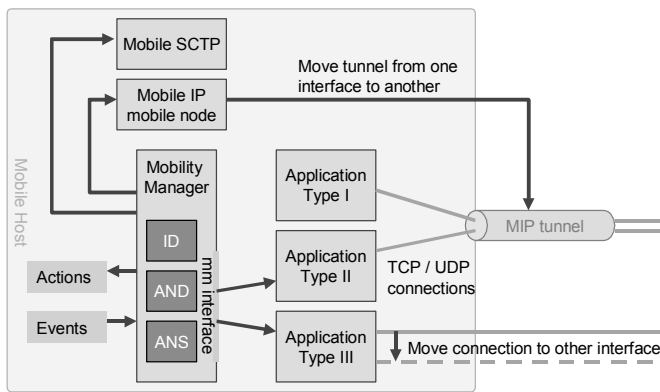 Mobile SCTP
Move tunnel from one
interface to another
Mobile IP
mobile node
Mobile Host
Mobility
Manager
Application
Type I
MIP tunnel
ID
mm interface
Application
Type II
TCP / UDP
connections
Actions
AND
Events
ANS
Application
Type III
Move connection to other interface